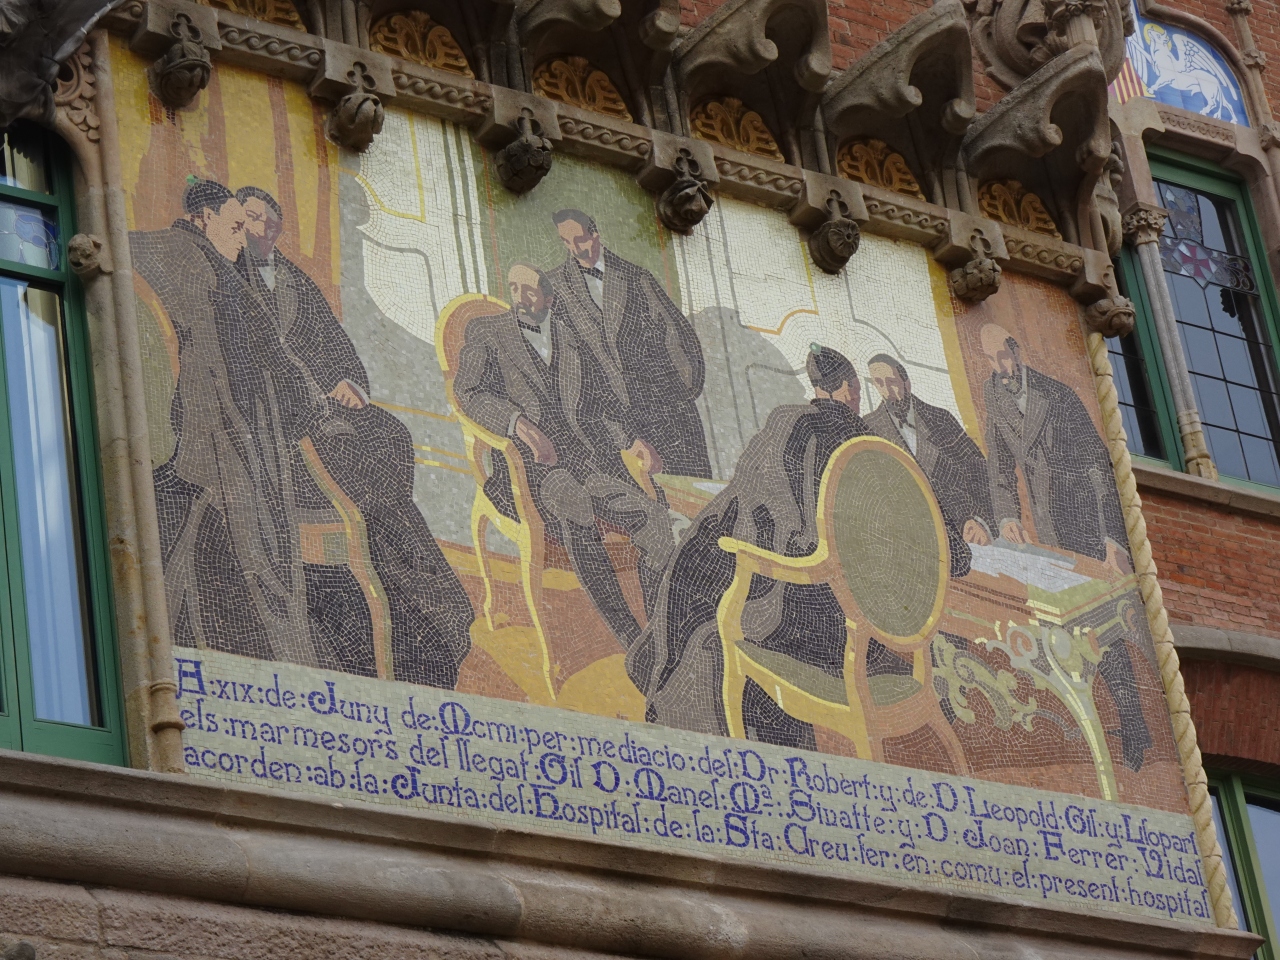 A:XIX:de:Juny de:Mcmi:per:mediacio:del:Dr:Robert:y:de:D.Leopold:Gil:y:Llopart
els:marmesors del llegat:Gil D:Manel:Mª:Sivatte:y:D:Joan:Ferrer:Vidal
acorden:ab:la:Junta:del:Hospital:de:la:Sta:Creu:fer:en:comu:el:present:hospital